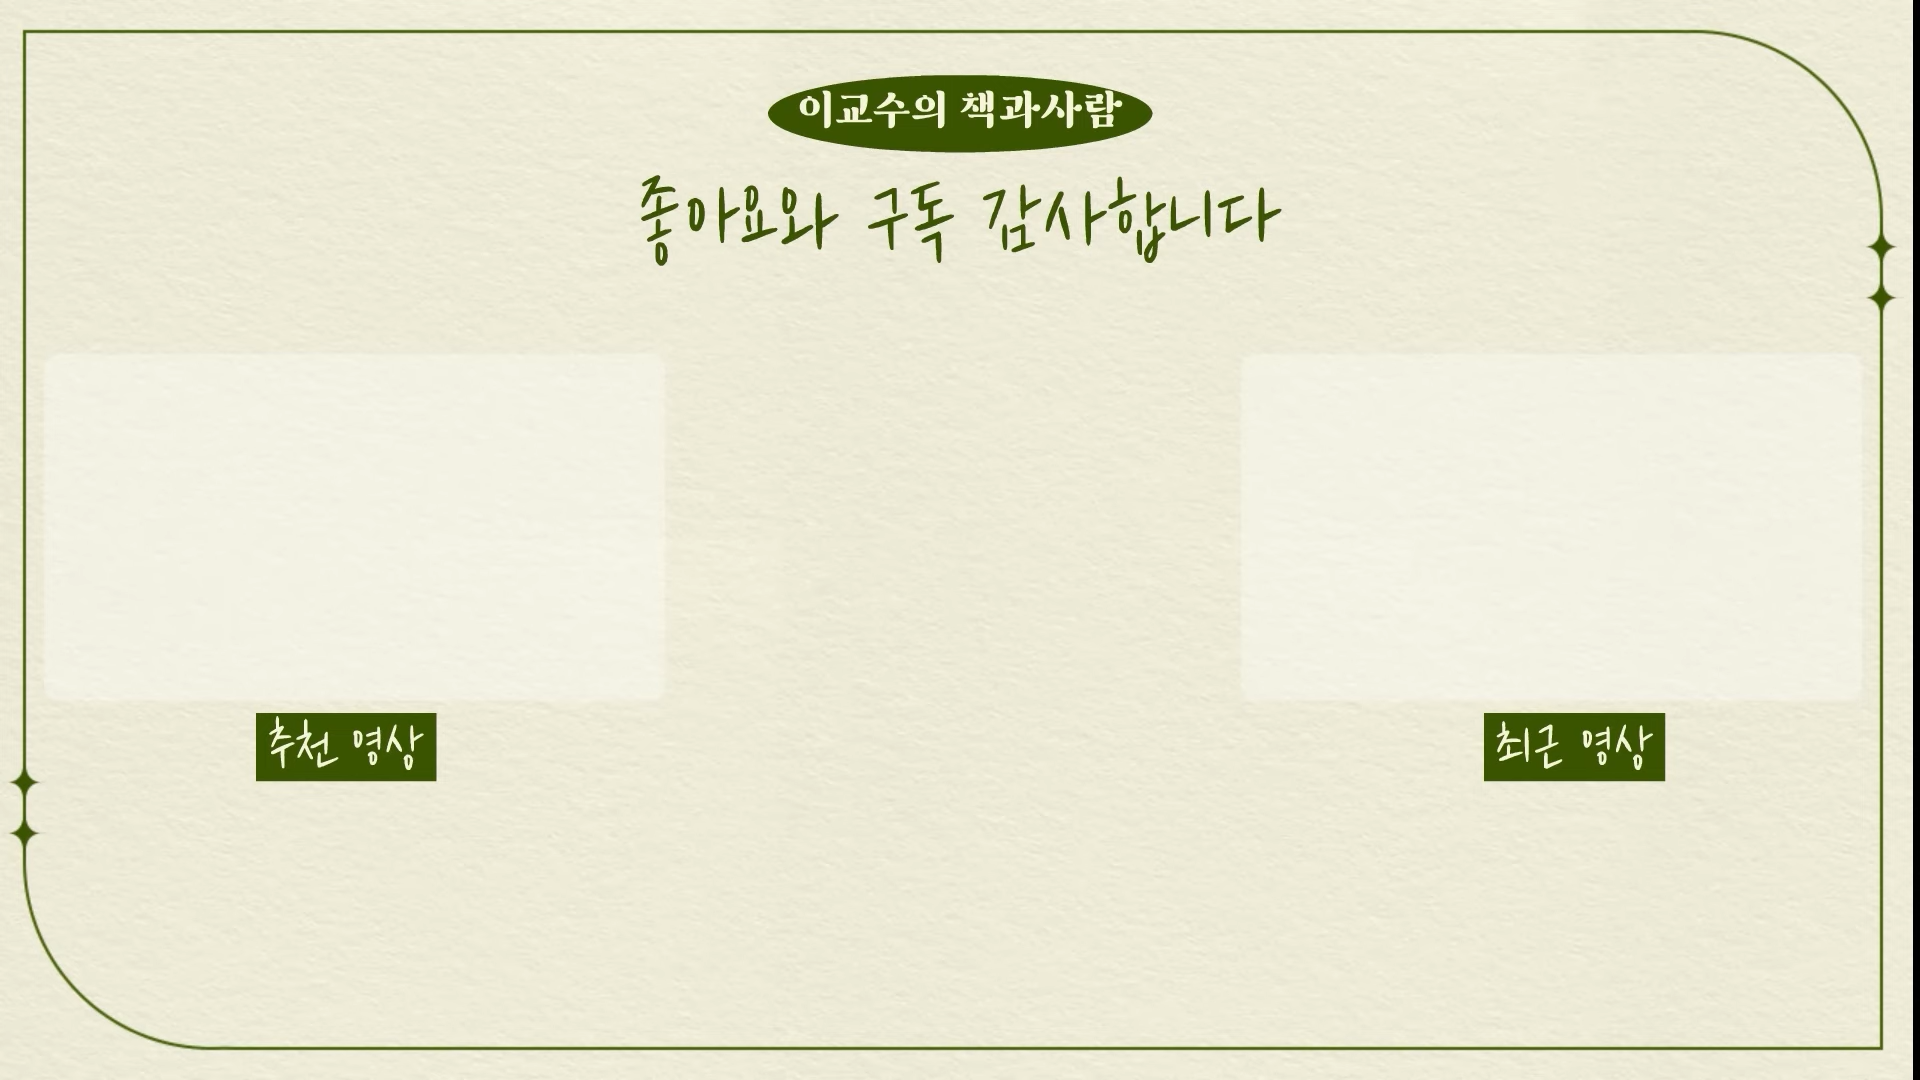 이교수의 책과사람
좋아요와 구독 감사합니다
추천 영상
최근 영상